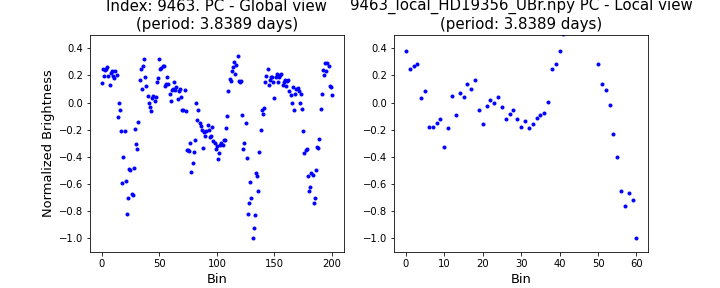 Index: 9463. PC - Global view
(period: 3.8389 days)
9463_local_HD19356_UBr.npy PC - Local view
(period: 3.8389 days)
Normalized Brightness
0.4
0.2
0.0
−0.2
−0.4
−0.6
−0.8
−1.0
0 50 100 150 200
Bin
0.4
0.2
0.0
−0.2
−0.4
−0.6
−0.8
−1.0
0 10 20 30 40 50 60
Bin